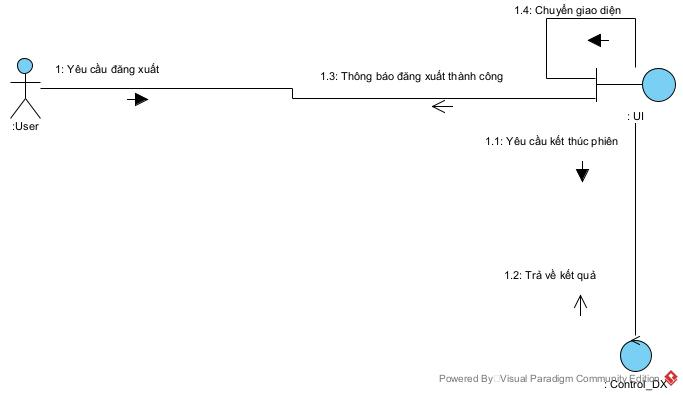 1.4: Chuyển giao diện
1: Yêu cầu đăng xuất
1.3: Thông báo đăng xuất thành công
:User
: UI
1.1: Yêu cầu kết thúc phiên
1.2: Trả về kết quả
Powered By Visual Paradigm Community Edition
: Control_DX